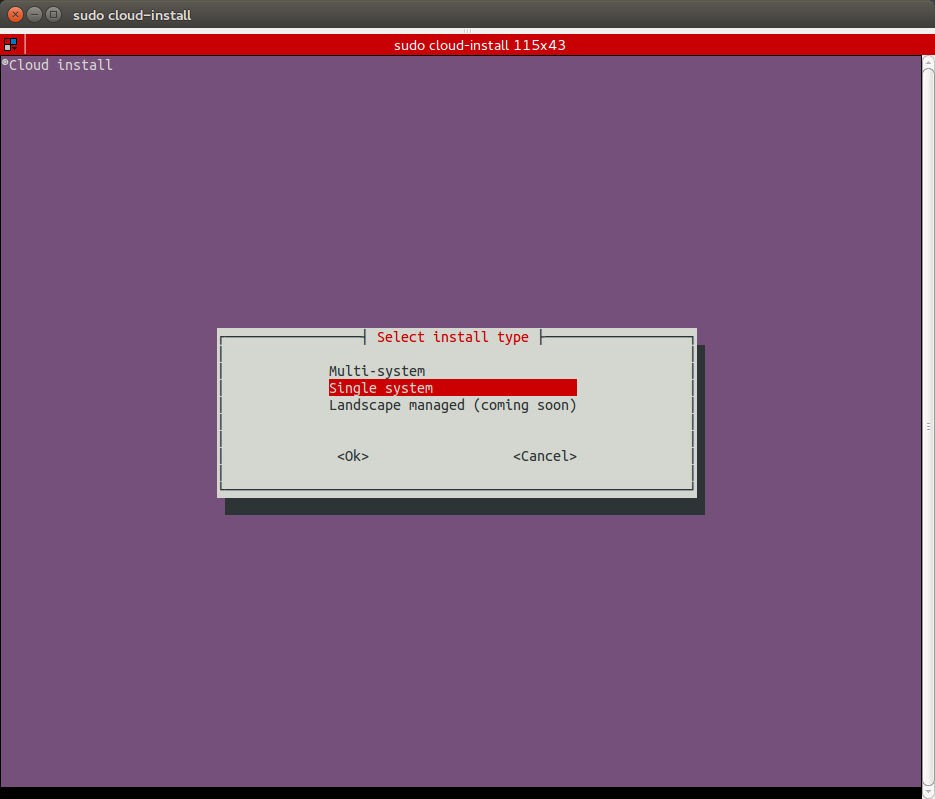 sudo cloud-install
sudo cloud-install 115x43
Cloud install
Select install type
Multi-system
Single system
Landscape managed (coming soon)
<Ok> <Cancel>